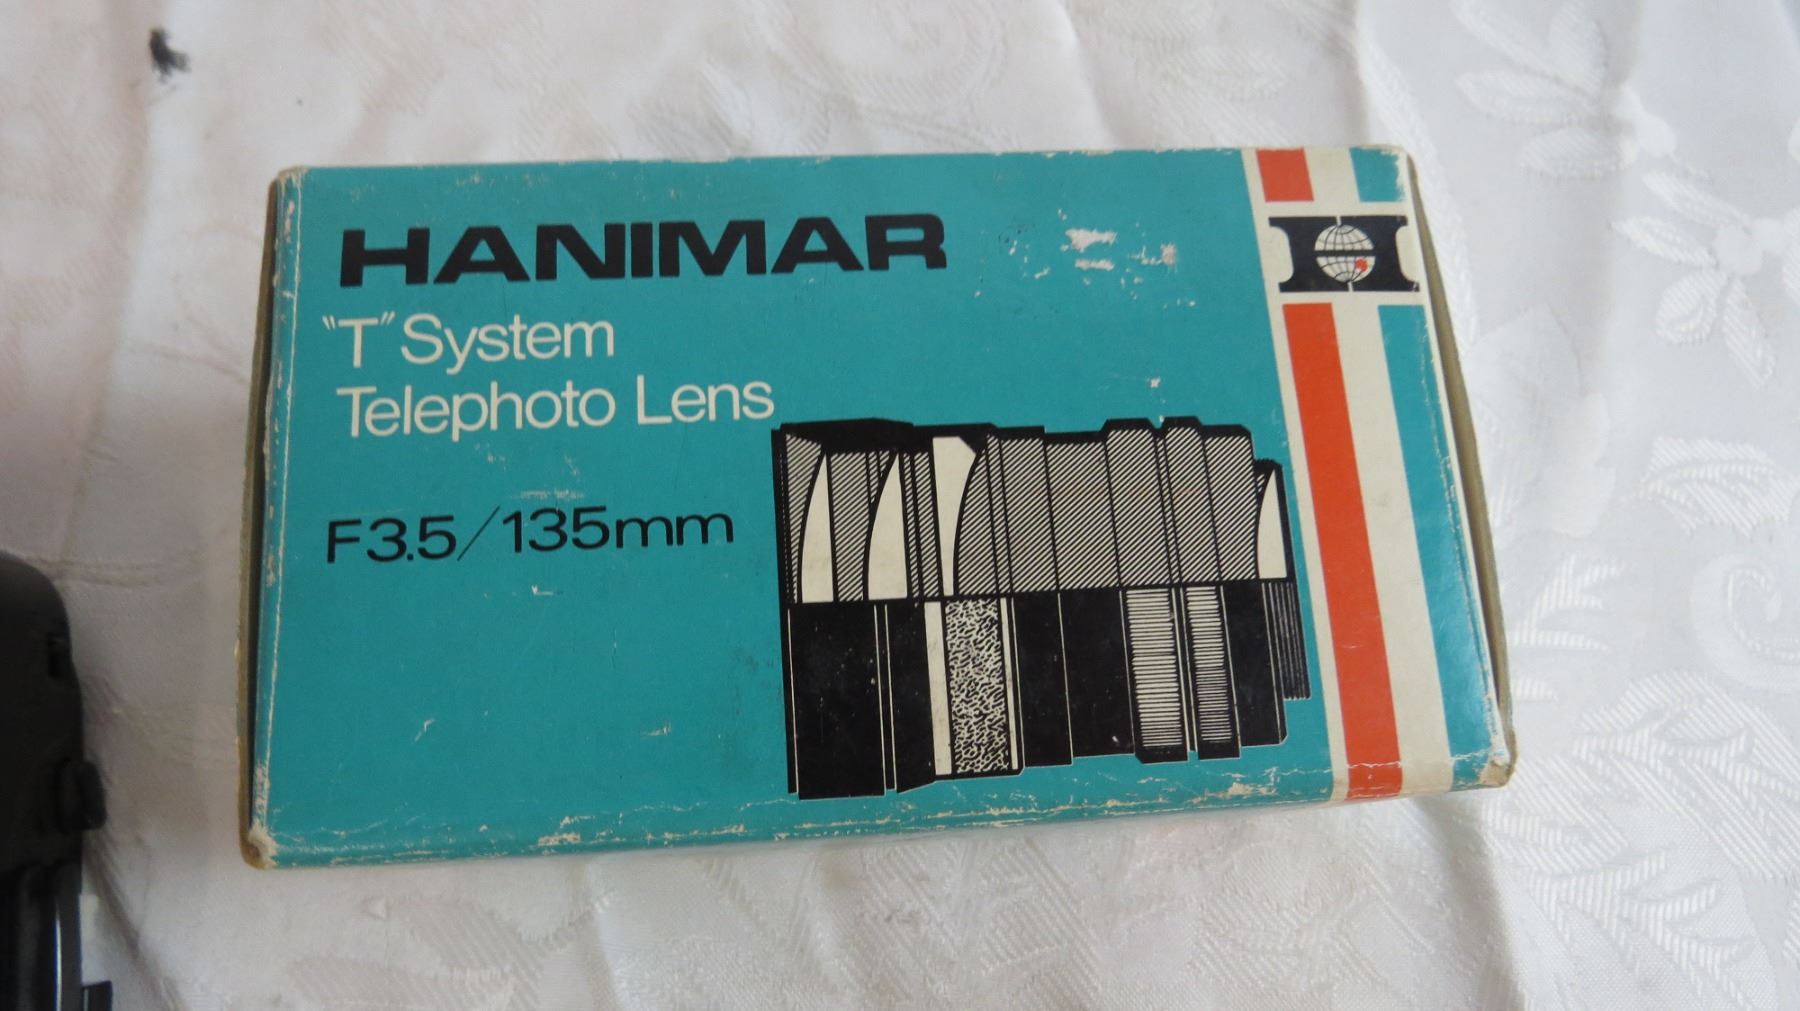 HANIMAR
"T" System
Telephoto Lens
F3.5/135mm
H